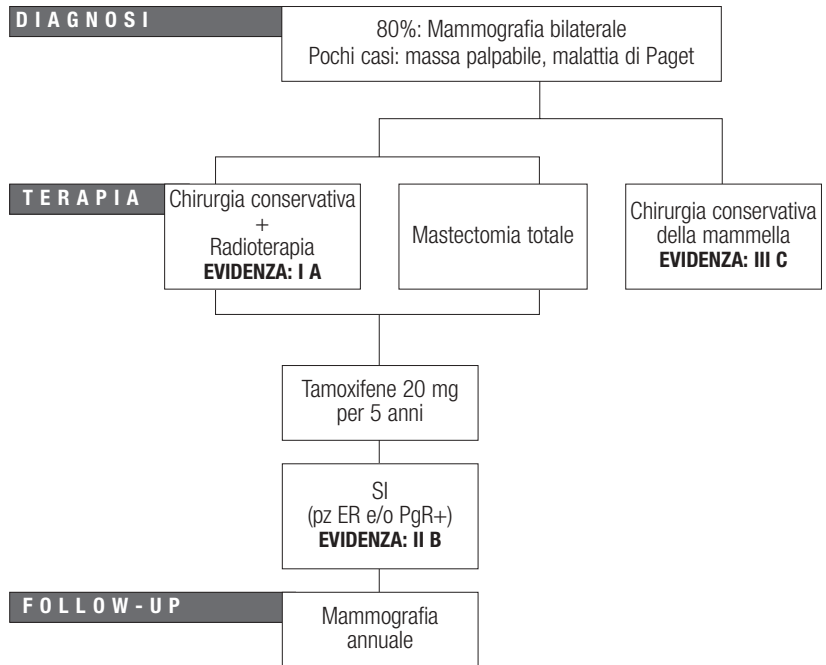 DIAGNOSI
80%: Mammografia bilaterale
Pochi casi: massa palpabile, malattia di Paget
TERAPIA
Chirurgia conservativa
+
Radioterapia
EVIDENZA: I A
Mastectomia totale
Chirurgia conservativa
della mammella
EVIDENZA: III C
Tamoxifene 20 mg
per 5 anni
SI
(pz ER e/o PgR+)
EVIDENZA: II B
FOLLOW-UP
Mammografia
annuale